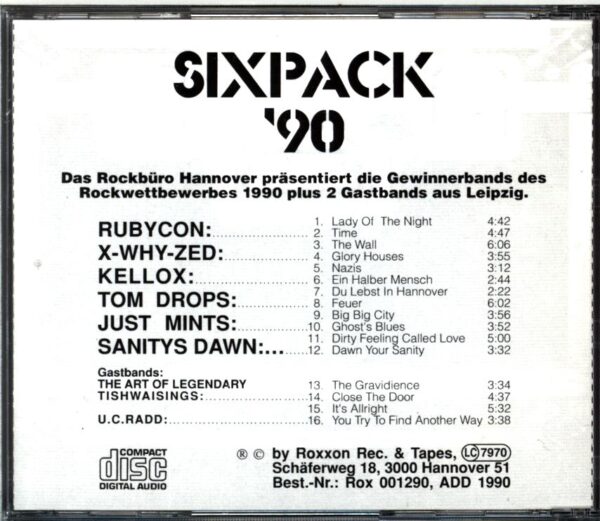 SIXPACK
'90
Das Rockbüro Hannover präsentiert die Gewinnerbands des
Rockwettbewerbes 1990 plus 2 Gastbands aus Leipzig.
RUBYCON:
1. Lady Of The Night 4:42
2. Time 4:47
X-WHY-ZED:
3. The Wall 6:06
4. Glory Houses 3:55
KELLOX:
5. Nazis 3:12
6. Ein Halber Mensch 2:44
TOM DROPS:
7. Du Lebst In Hannover 2:22
8. Feuer 6:02
JUST MINTS:
9. Big Big City 3:56
10. Ghost's Blues 3:52
SANITYS DAWN:...
11. Dirty Feeling Called Love 5:00
12. Dawn Your Sanity 3:32
Gastbands:
THE ART OF LEGENDARY
13. The Gravidience 3:34
TISHWAISINGS:
14. Close The Door 4:37
15. It's Allright 5:32
U.C.RADD:
16. You Try To Find Another Way 3:38
COMPACT
disc
DIGITAL AUDIO
® © by Roxxon Rec. & Tapes, LC 7970
Schäferweg 18, 3000 Hannover 51
Best.-Nr.: Rox 001290, ADD 1990